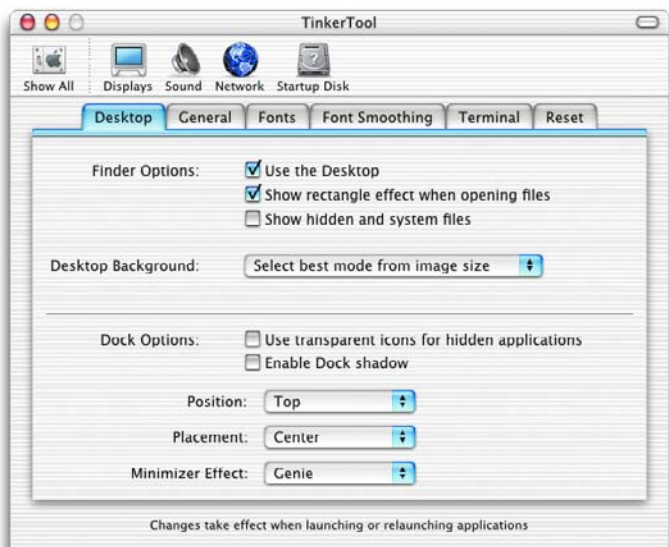 TinkerTool
Show All Displays Sound Network Startup Disk
Desktop General Fonts Font Smoothing Terminal Reset
Finder Options: Use the Desktop
Show rectangle effect when opening files
Show hidden and system files
Desktop Background: Select best mode from image size
Dock Options: Use transparent icons for hidden applications
Enable Dock shadow
Position: Top
Placement: Center
Minimizer Effect: Genie
Changes take effect when launching or relaunching applications